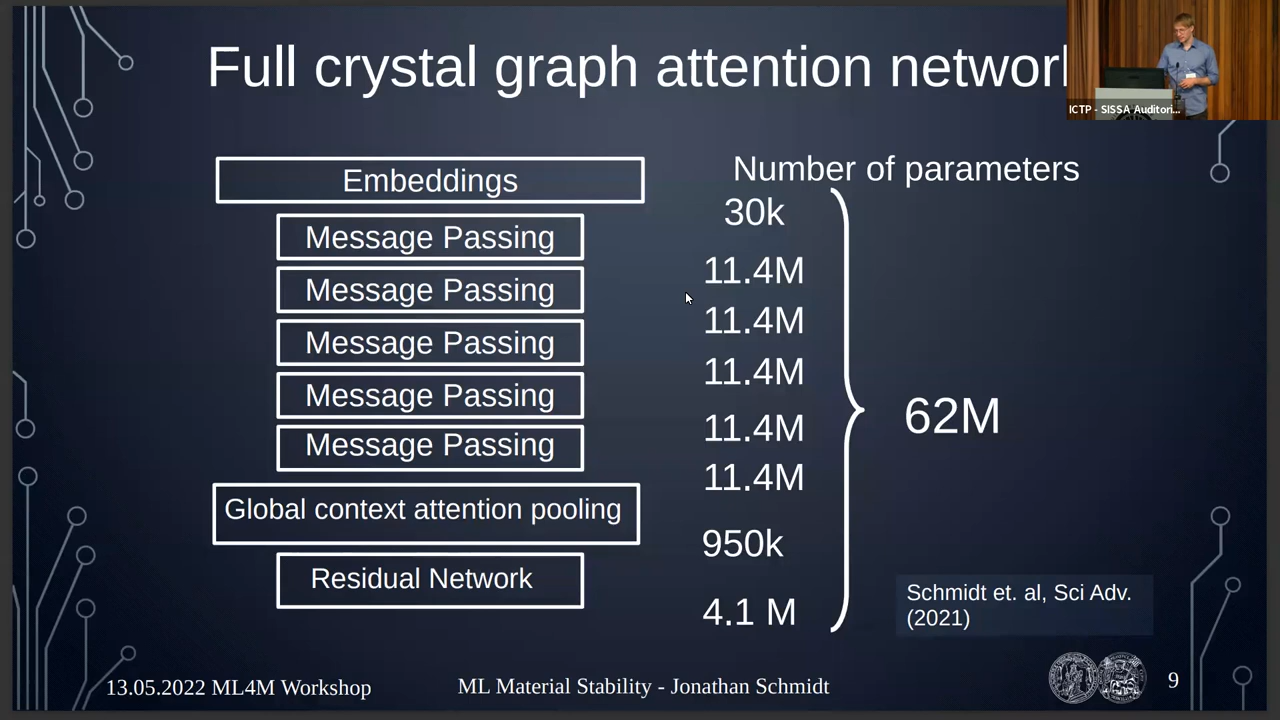 Full crystal graph attention networ
ICTP - SISSA Auditori...
Number of parameters
Embeddings
30k
Message Passing
11.4M
Message Passing
11.4M
Message Passing
11.4M
Message Passing
11.4M
Message Passing
11.4M
62M
Global context attention pooling
950k
Residual Network
4.1 M
Schmidt et. al, Sci Adv.
(2021)
13.05.2022 ML4M Workshop
ML Material Stability - Jonathan Schmidt
9